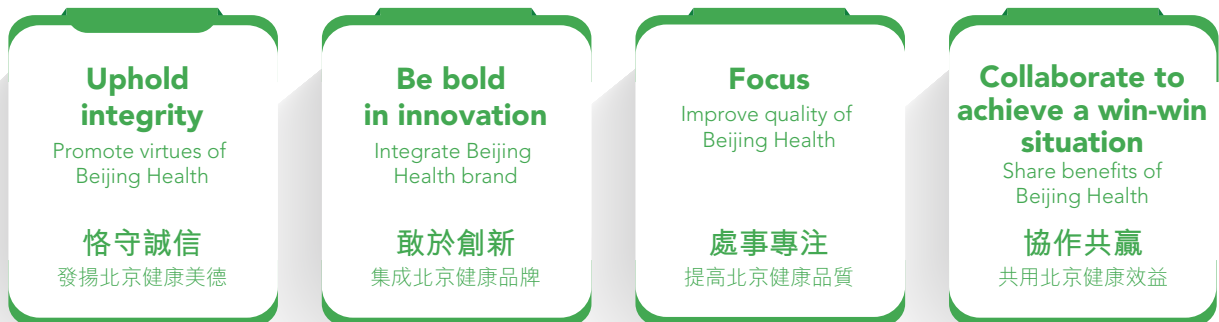 Uphold
integrity
Promote virtues of
Beijing Health
恪守誠信
發揚北京健康美德
Be bold
in innovation
Integrate Beijing
Health brand
敢於創新
集成北京健康品牌
Focus
Improve quality of
Beijing Health
處事專注
提高北京健康品質
Collaborate to
achieve a win-win
situation
Share benefits of
Beijing Health
協作共贏
共用北京健康效益